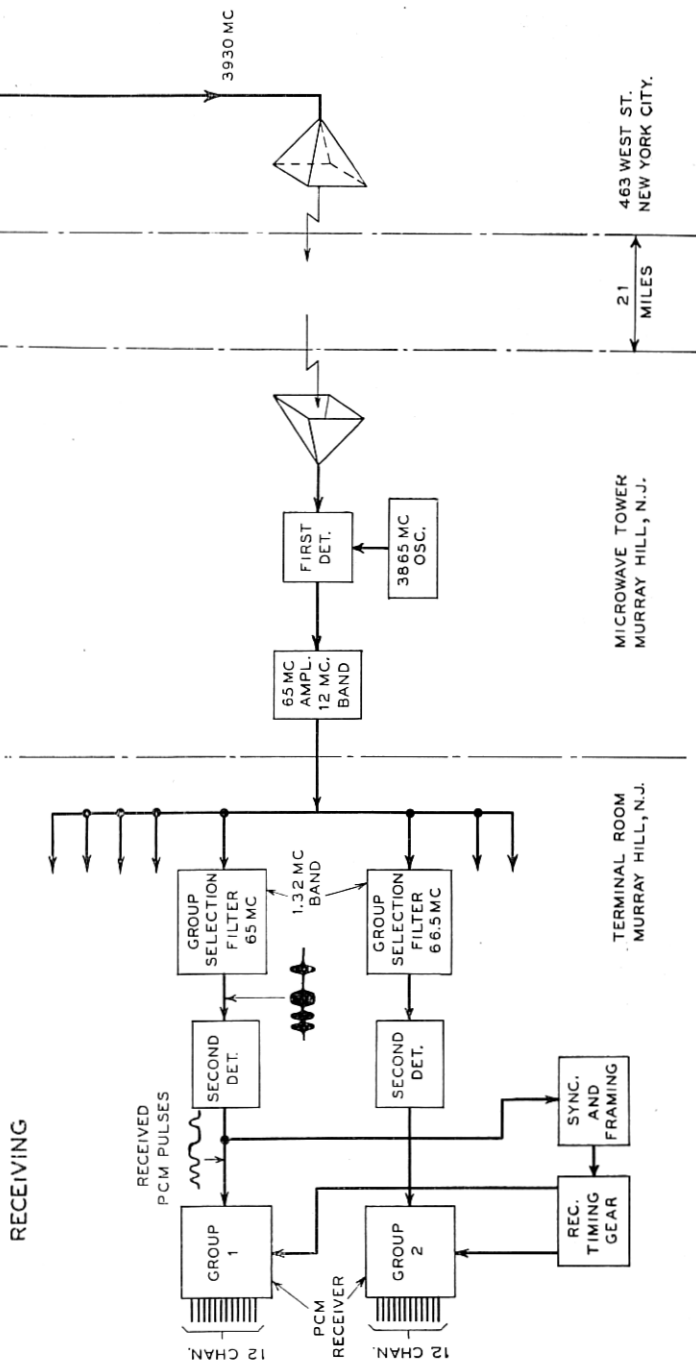 RECEIVING
3930 MC
463 WEST ST.
NEW YORK CITY.
21
MILES
FIRST
DET.
3865 MC
OSC.
65 MC
AMPL.
12 MC.
BAND
MICROWAVE TOWER
MURRAY HILL, N.J.
GROUP
SELECTION
FILTER
65 MC
1.32 MC
BAND
GROUP
SELECTION
FILTER
66.5 MC
TERMINAL ROOM
MURRAY HILL, N.J.
SECOND
DET.
SECOND
DET.
RECEIVED
PCM PULSES
SYNC.
AND
FRAMING
REC.
TIMING
GEAR
GROUP
1
GROUP
2
PCM
RECEIVER
12 CHAN.
12 CHAN.